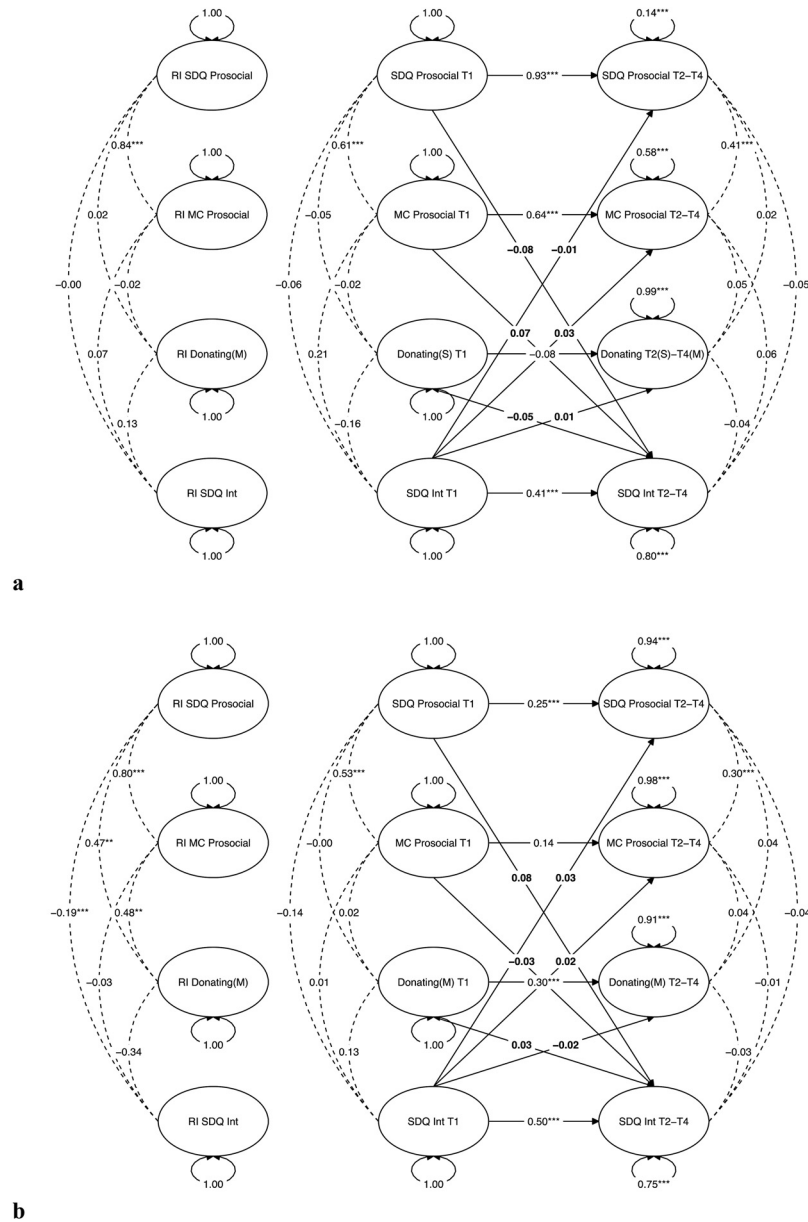 1.00 1.00 0.14***
RI SDQ Prosocial SDQ Prosocial T1 0.93*** SDQ Prosocial T2−T4
0.84*** 1.00 0.61*** 1.00 0.58*** 0.41***
0.02 RI MC Prosocial −0.05 MC Prosocial T1 0.64*** MC Prosocial T2−T4 0.02
−0.08 −0.01
−0.00 −0.02 −0.06 −0.02 0.99*** 0.05 −0.05
0.07 0.03
0.07 RI Donating(M) 0.21 Donating(S) T1 −0.08 Donating T2(S)−T4(M) 0.06
0.13 1.00 −0.16 1.00 −0.05 0.01 −0.04
RI SDQ Int SDQ Int T1 0.41*** SDQ Int T2−T4
1.00 1.00 0.80***
a
1.00 1.00 0.94***
RI SDQ Prosocial SDQ Prosocial T1 0.25*** SDQ Prosocial T2−T4
0.80*** 1.00 0.53*** 1.00 0.98*** 0.30***
0.47** RI MC Prosocial −0.00 MC Prosocial T1 0.14 MC Prosocial T2−T4 0.04
0.08 0.03
−0.19*** 0.48** −0.14 0.02 0.91*** 0.04 −0.04
−0.03 0.02
−0.03 RI Donating(M) 0.01 Donating(M) T1 0.30*** Donating(M) T2−T4 −0.01
−0.34 1.00 0.13 1.00 0.03 −0.02 −0.03
RI SDQ Int SDQ Int T1 0.50*** SDQ Int T2−T4
1.00 1.00 0.75***
b